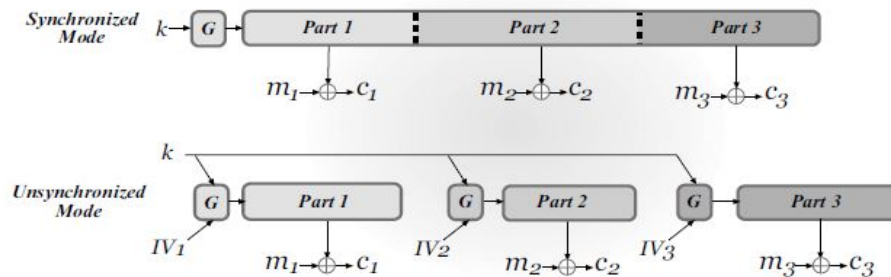 Synchronized
Mode
k G Part 1 Part 2 Part 3
m1 c1 m2 c2 m3 c3
k
Unsynchronized
Mode
G Part 1 G Part 2 G Part 3
IV1 IV2 IV3
m1 c1 m2 c2 m3 c3